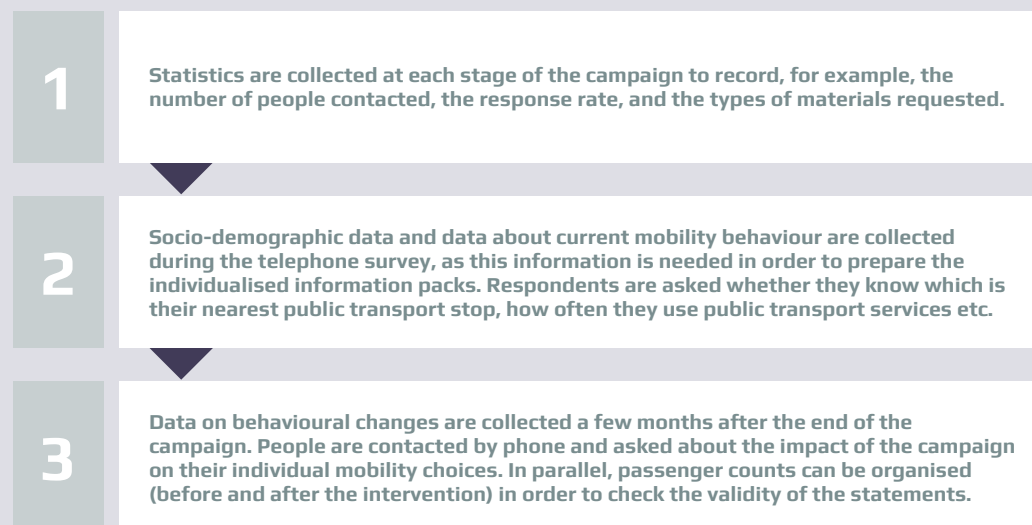 1
Statistics are collected at each stage of the campaign to record, for example, the
number of people contacted, the response rate, and the types of materials requested.
2
Socio-demographic data and data about current mobility behaviour are collected
during the telephone survey, as this information is needed in order to prepare the
individualised information packs. Respondents are asked whether they know which is
their nearest public transport stop, how often they use public transport services etc.
3
Data on behavioural changes are collected a few months after the end of the
campaign. People are contacted by phone and asked about the impact of the campaign
on their individual mobility choices. In parallel, passenger counts can be organised
(before and after the intervention) in order to check the validity of the statements.